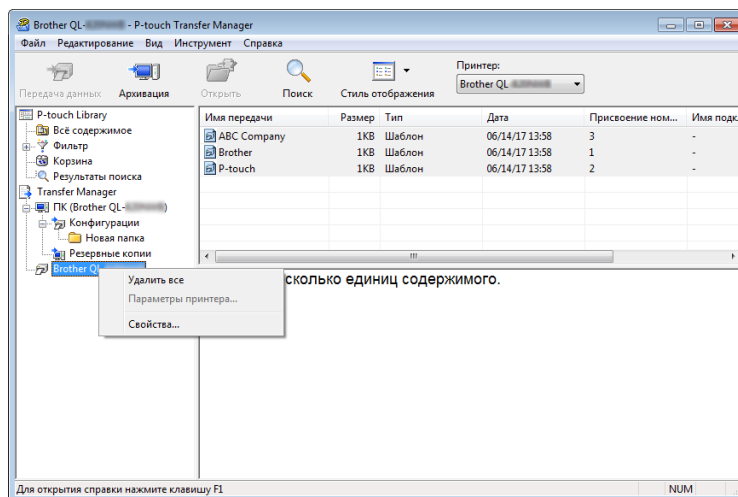 Brother QL- - P-touch Transfer Manager
Файл Редактирование Вид Инструмент Справка
Передача данных Архивация Открыть Поиск Стиль отображения
Принтер:
Brother QL
P-touch Library
Всё содержимое
Фильтр
Корзина
Результаты поиска
Transfer Manager
ПК (Brother QL- )
Конфигурации
Новая папка
Резервные копии
Brother QL
Имя передачи Размер Тип Дата Присвоение ном... Имя подк
ABC Company 1KB Шаблон 06/14/17 13:58 3 -
Brother 1KB Шаблон 06/14/17 13:58 1 -
P-touch 1KB Шаблон 06/14/17 13:58 2 -
сколько единиц содержимого.
Удалить все
Параметры принтера...
Свойства...
Для открытия справки нажмите клавишу F1
NUM